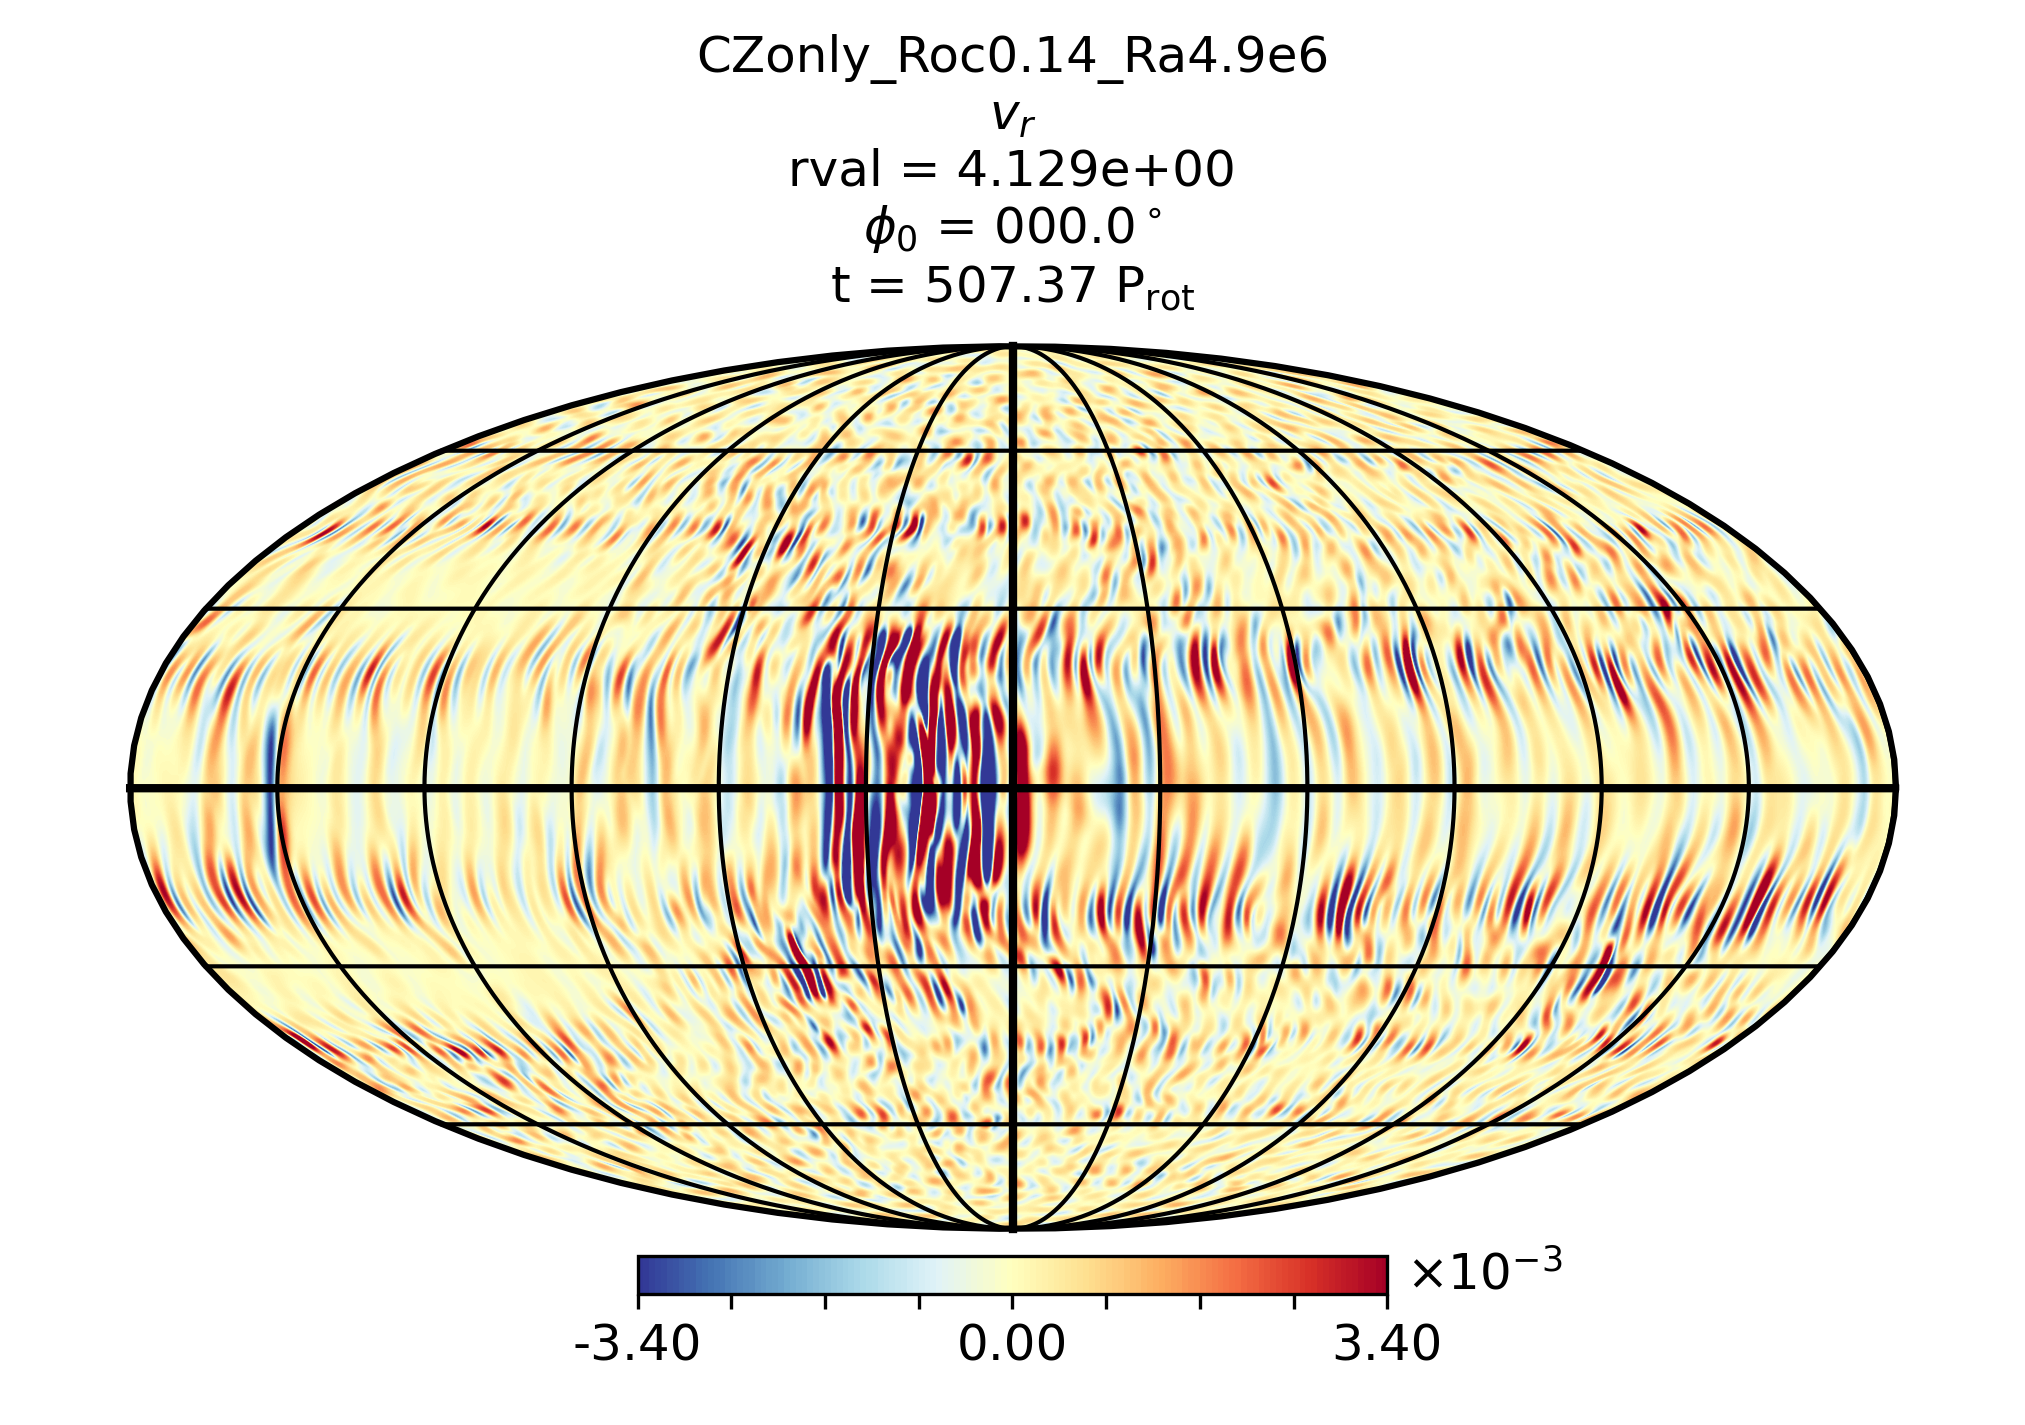 CZonly_Roc0.14_Ra4.9e6
v_r
rval = 4.129e+00
ϕ₀ = 000.0°
t = 507.37 P_rot
×10⁻³
-3.40 0.00 3.40